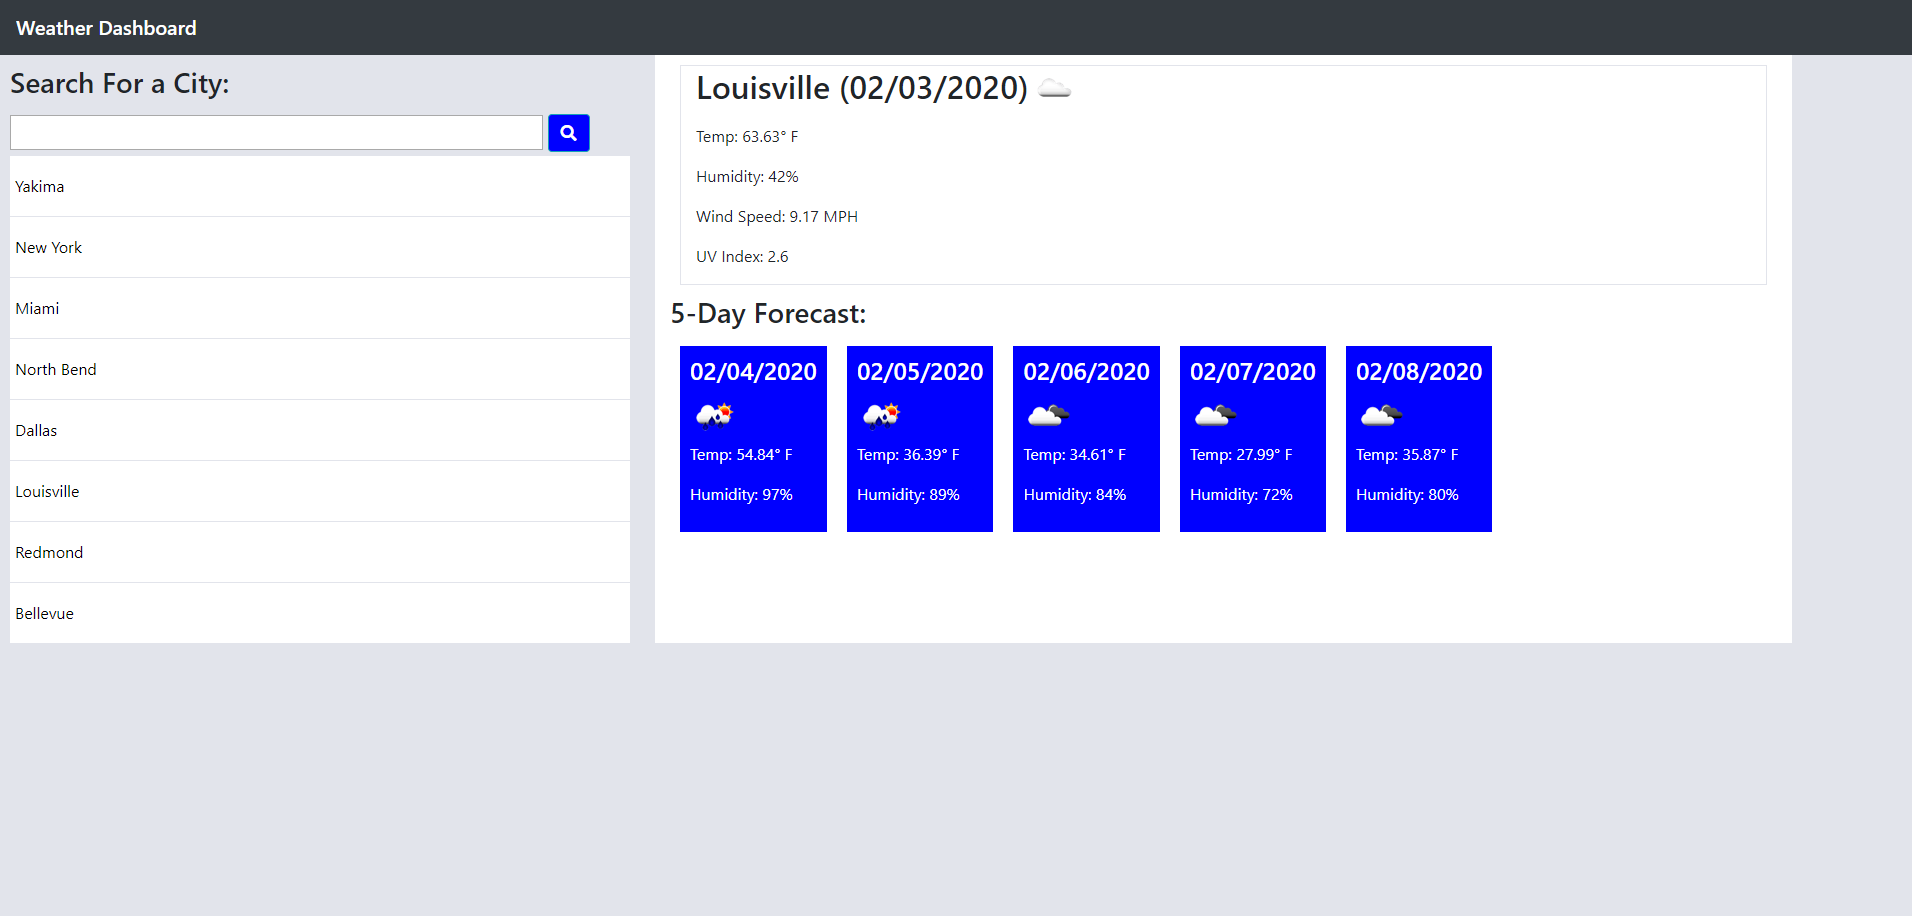 Weather Dashboard
Search For a City:
Yakima
New York
Miami
North Bend
Dallas
Louisville
Redmond
Bellevue
Louisville (02/03/2020)
Temp: 63.63° F
Humidity: 42%
Wind Speed: 9.17 MPH
UV Index: 2.6
5-Day Forecast:
02/04/2020
Temp: 54.84° F
Humidity: 97%
02/05/2020
Temp: 36.39° F
Humidity: 89%
02/06/2020
Temp: 34.61° F
Humidity: 84%
02/07/2020
Temp: 27.99° F
Humidity: 72%
02/08/2020
Temp: 35.87° F
Humidity: 80%